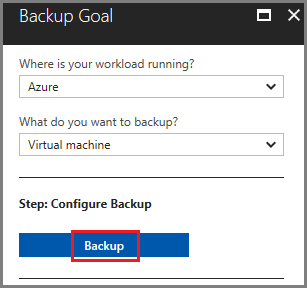 Backup Goal
Where is your workload running?
Azure
What do you want to backup?
Virtual machine
Step: Configure Backup
Backup